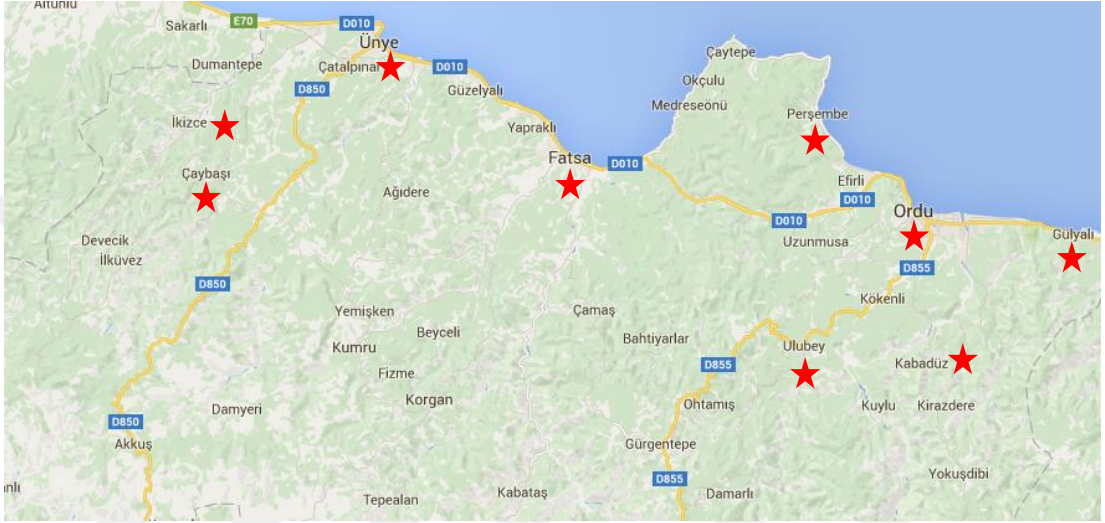 Altunlu
Sakarlı
E70
D010
Ünye
Dumantepe
Çatalpınar
D010
Çaytepe
Okçulu
D850
Güzelyalı
Medreseönü
İkizce
Yapraklı
Perşembe
Fatsa
D010
Çaybaşı
Ağıdere
Efirli
D010
Ordu
D010
Devecik
Uzunmusa
Gülyalı
İlküvez
D855
D850
Kökenli
Yemişken
Çamaş
Beyceli
Bahtiyarlar
Ulubey
Kumru
D855
Kabadüz
Fizme
Korgan
Ohtamış
Damyeri
Kuylu
Kirazdere
D850
Akkuş
Gürgentepe
Yokuşdibi
D855
anlı
Tepealan
Kabataş
Damarlı